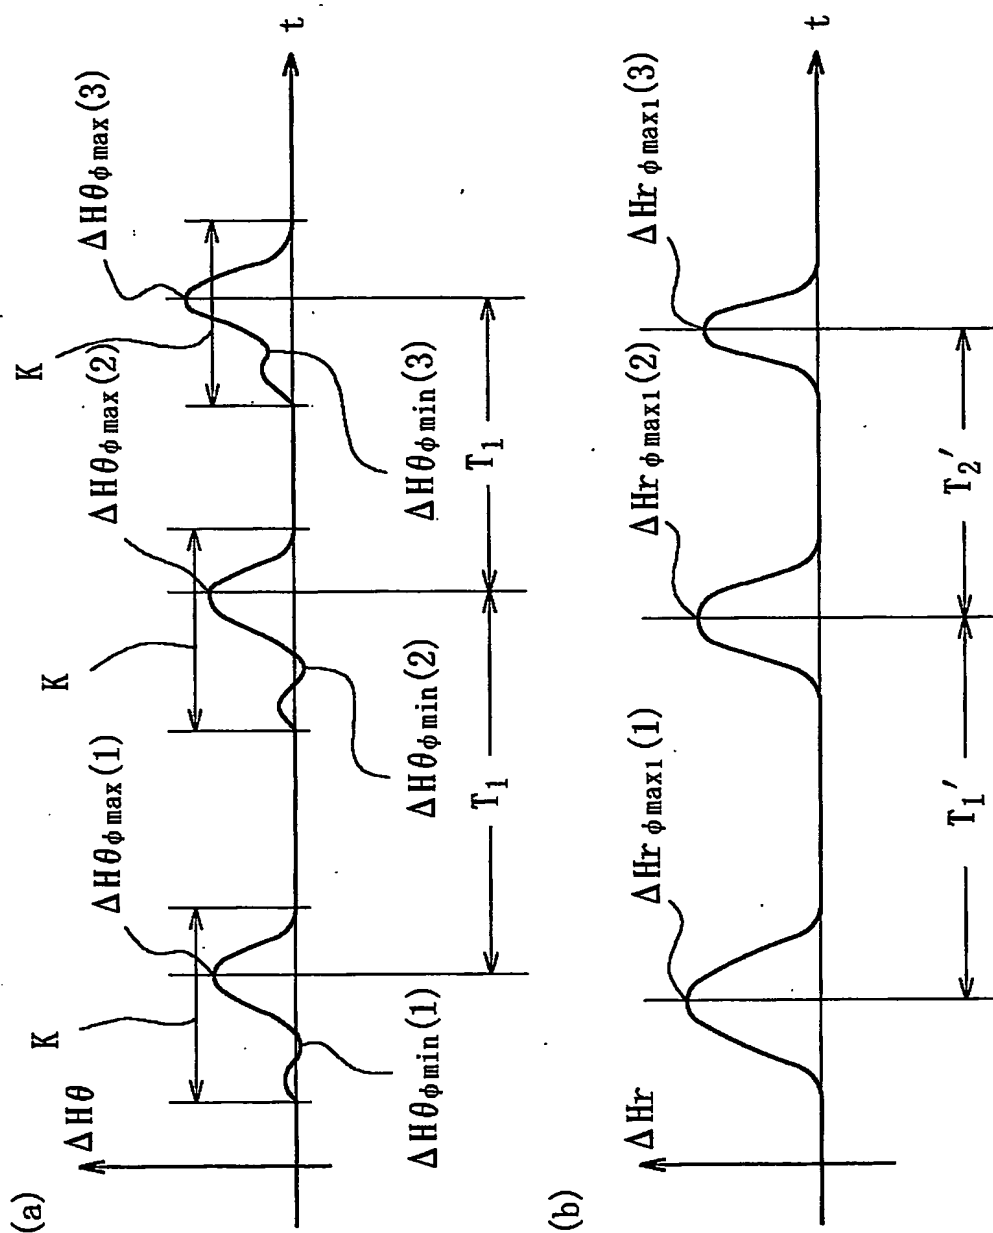 (a)
ΔHθ
K
K
K
ΔHθφmax(1)
ΔHθφmax(2)
ΔHθφmax(3)
t
ΔHθφmin(1)
ΔHθφmin(2)
ΔHθφmin(3)
T1
T1
(b)
ΔHr
ΔHrφmax1(1)
ΔHrφmax1(2)
ΔHrφmax1(3)
t
T1′
T2′